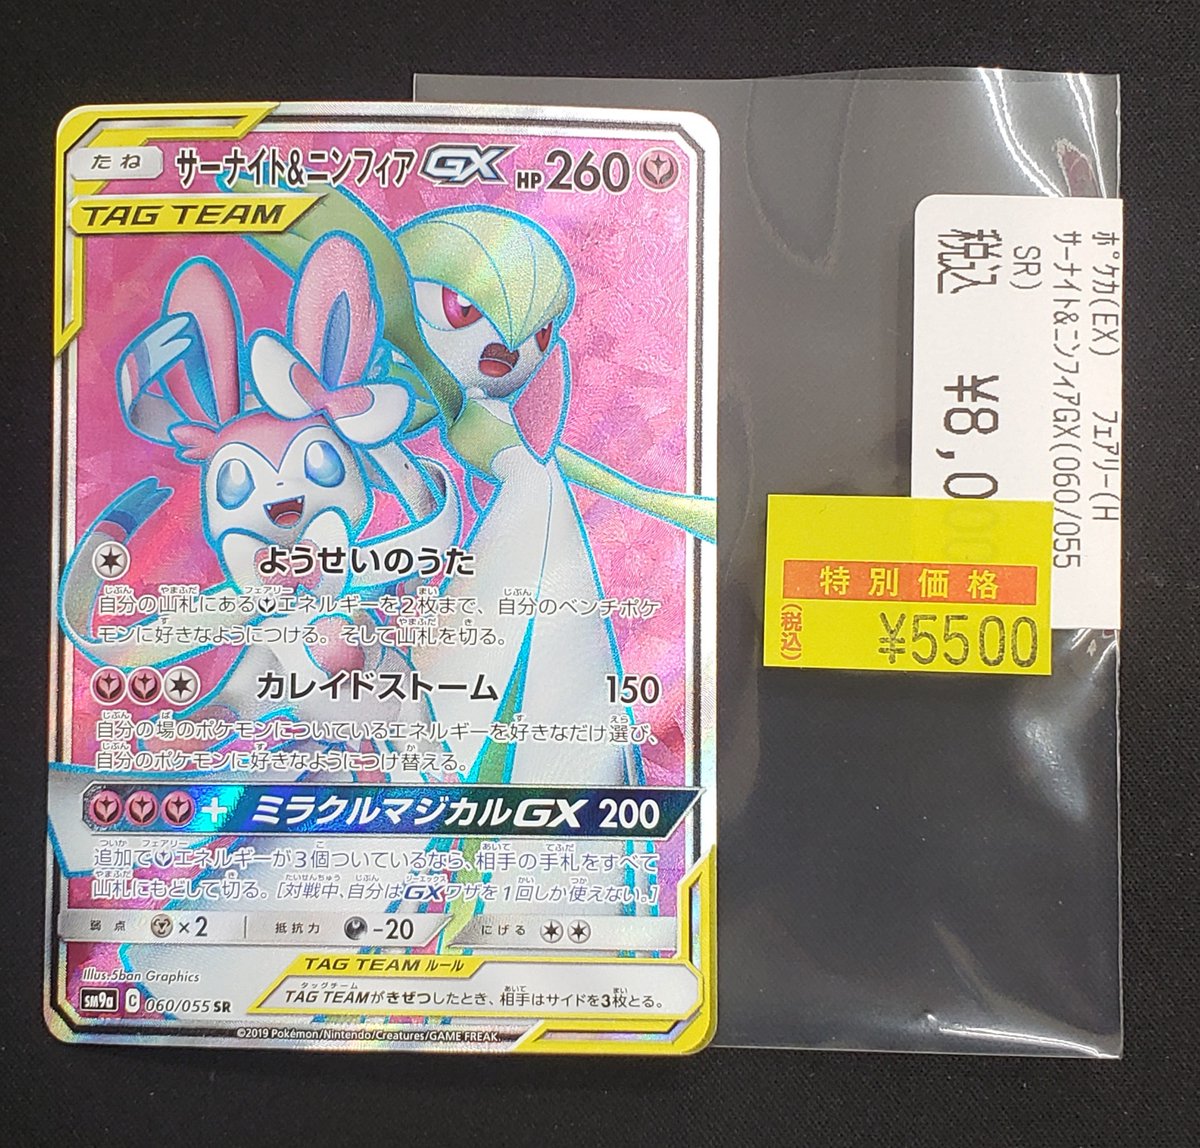 たね サーナイト&ニンフィアGX HP260
TAG TEAM
ようせいのうた
自分の山札にあるエネルギーを2枚まで、自分のベンチポケ
モンに好きなようにつける。そして山札を切る。
カレイドストーム 150
自分の場のポケモンについているエネルギーを好きなだけ選び、
自分のポケモンに好きなようにつけ替える。
+ ミラクルマジカルGX 200
追加でエネルギーが3個ついているなら、相手の手札をすべて
山札にもどして切る。[対戦中、自分はGXワザを1回しか使えない。]
弱点 ×2 抵抗力 -20 にげる
Illus.5ban Graphics
TAG TEAM ルール
TAG TEAMがきぜつしたとき、相手はサイドを3枚とる。
SM9a C 060/055 SR
©2019 Pokémon/Nintendo/Creatures/GAME FREAK.
ポケカ(EX) フェアリー(H
サーナイト&ニンフィアGX(060/055
SR)
税込 ¥8,000
特別価格
(税込) ¥5500